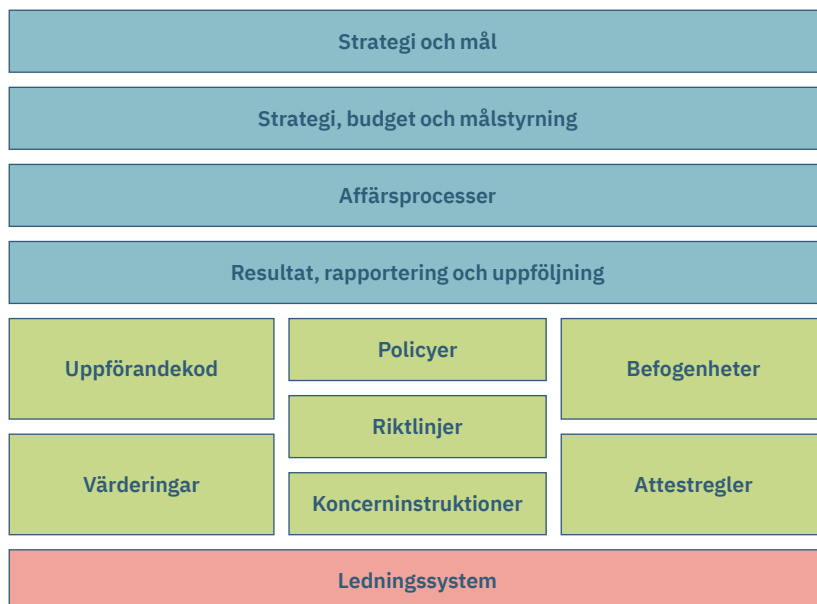 Strategi och mål
Strategi, budget och målstyrning
Affärsprocesser
Resultat, rapportering och uppföljning
Uppförandekod
Värderingar
Policyer
Riktlinjer
Koncerninstruktioner
Befogenheter
Attestregler
Ledningssystem